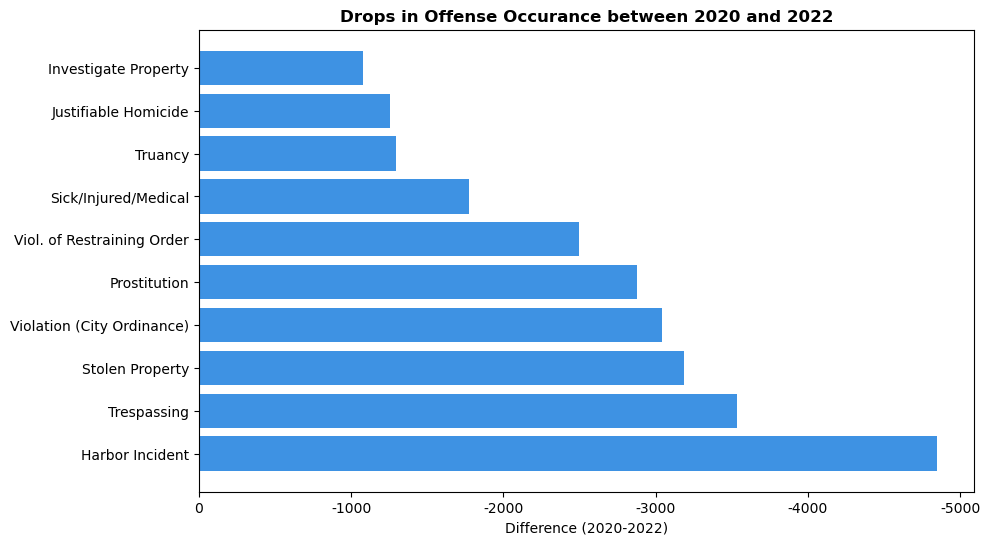 Drops in Offense Occurance between 2020 and 2022
Investigate Property
Justifiable Homicide
Truancy
Sick/Injured/Medical
Viol. of Restraining Order
Prostitution
Violation (City Ordinance)
Stolen Property
Trespassing
Harbor Incident
0 -1000 -2000 -3000 -4000 -5000
Difference (2020-2022)